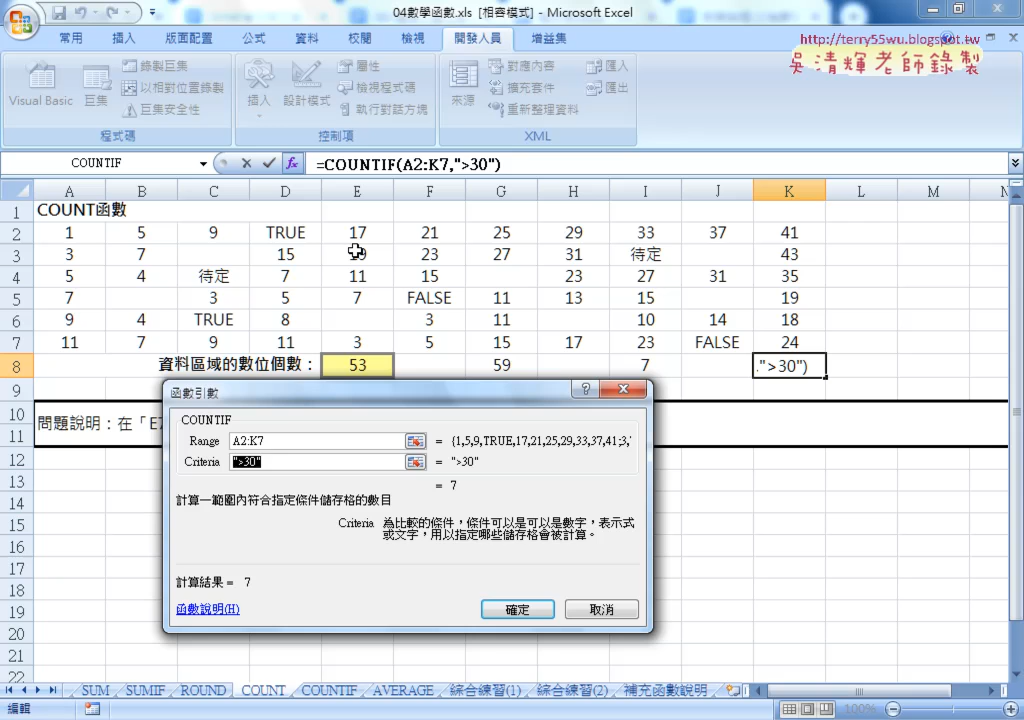 04數學函數.xls [相容模式] - Microsoft Excel
常用 插入 版面配置 公式 資料 校閱 檢視 開發人員 增益集
http://terry55wu.blogspot.tw
吳清輝老師錄製
Visual Basic 巨集 錄製巨集 以相對位置錄製 巨集安全性 程式碼
插入 設計模式 屬性 檢視程式碼 執行對話方塊 控制項
來源 對應內容 擴充套件 重新整理資料 匯入 匯出 XML
COUNTIF =COUNTIF(A2:K7,">30")
A B C D E F G H I J K L M N
1 COUNT函數
2 1 5 9 TRUE 17 21 25 29 33 37 41
3 3 7 15 19 23 27 31 待定 43
4 5 4 待定 7 11 15 23 27 31 35
5 7 3 5 7 FALSE 11 13 15 19
6 9 4 TRUE 8 3 11 10 14 18
7 11 7 9 11 3 5 15 17 23 FALSE 24
8 資料區域的數位個數： 53 59 7 ,">30")
9
10
11
問題說明：在「E7
12
13
14
15
16
17
18
19
20
21
22
函數引數
COUNTIF
Range A2:K7 = {1,5,9,TRUE,17,21,25,29,33,37,41;3,'
Criteria ">30" = ">30"
= 7
計算一範圍內符合指定條件儲存格的數目
Criteria 為比較的條件，條件可以是可以是數字，表示式
或文字，用以指定哪些儲存格會被計算。
計算結果 = 7
函數說明(H) 確定 取消
SUM SUMIF ROUND COUNT COUNTIF AVERAGE 綜合練習(1) 綜合練習(2) 補充函數說明
編輯 100%